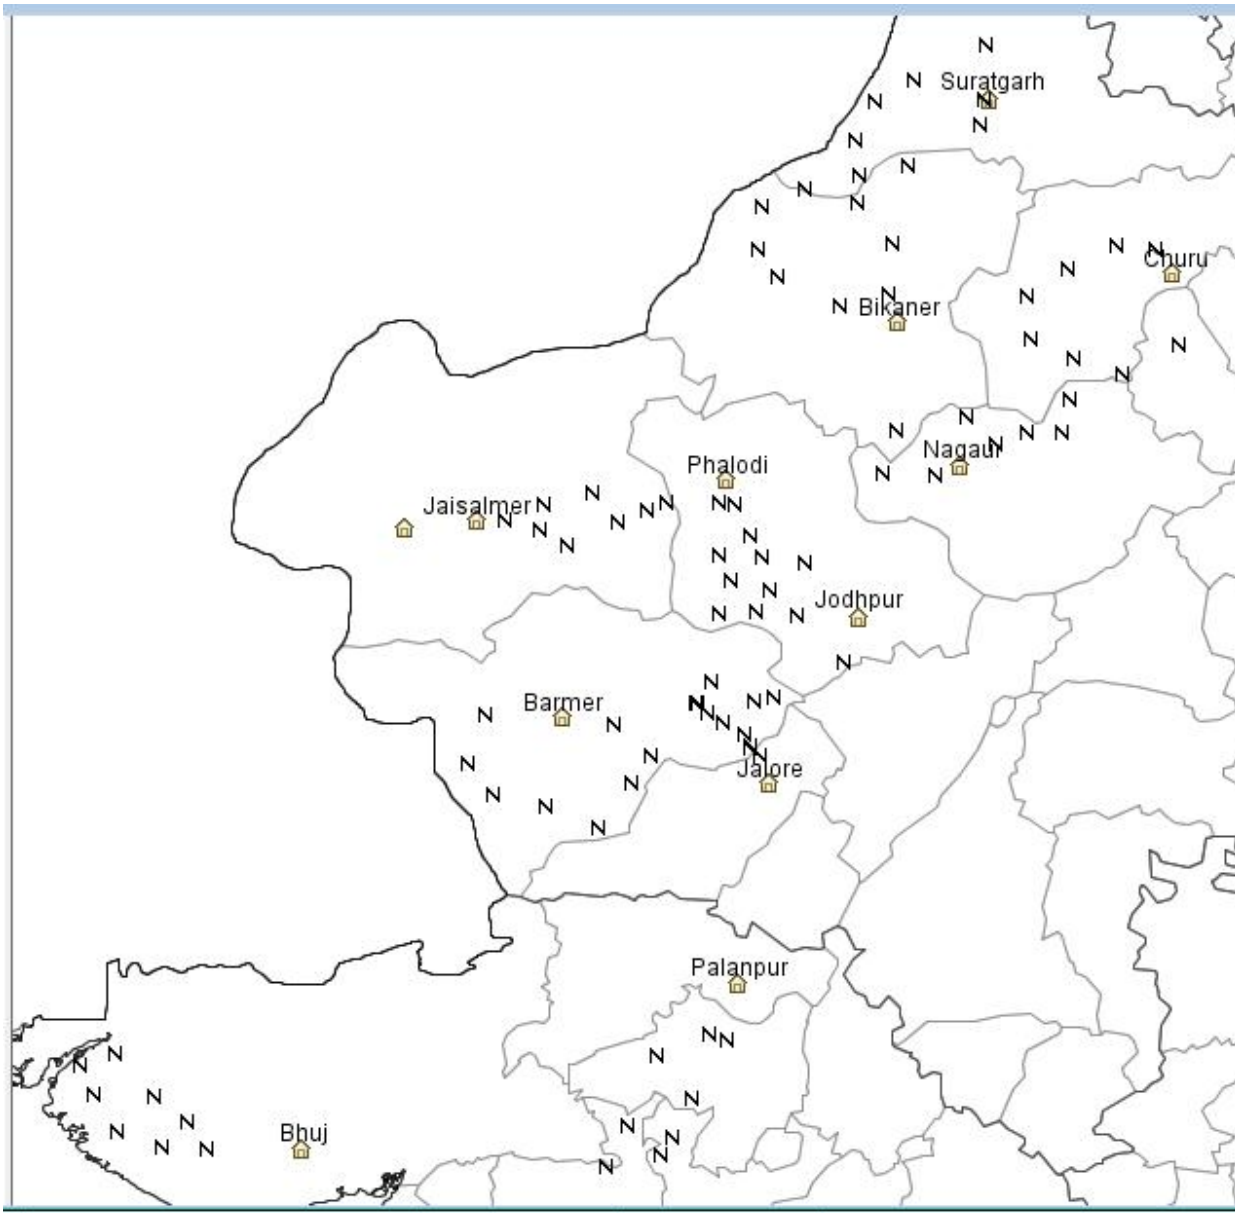 Suratgarh
Churu
Bikaner
Nagaur
Phalodi
Jaisalmer
Jodhpur
Barmer
Jalore
Palanpur
Bhuj